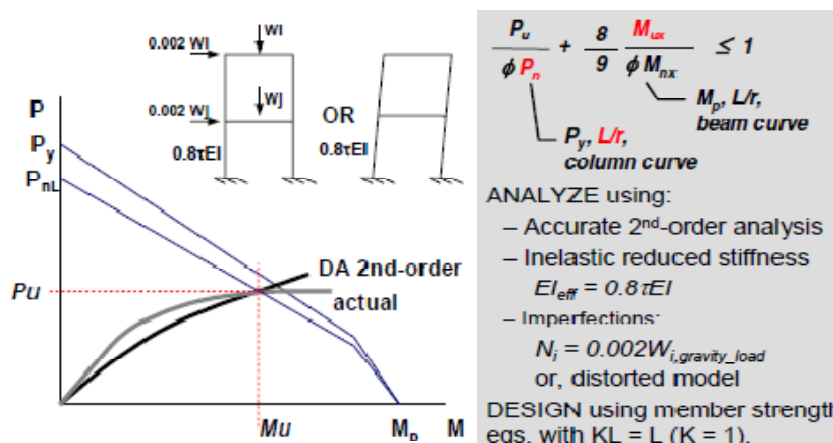 Wi
0.002 Wi
Wj
0.002 Wj
OR
0.8τEI
0.8τEI
P
Py
PnL
Pu
DA 2nd-order
actual
Mu
Mp
M
Pu / ϕPn + 8/9 Mux / ϕMnx ≤ 1
Mp, L/r,
beam curve
Py, L/r,
column curve
ANALYZE using:
– Accurate 2nd-order analysis
– Inelastic reduced stiffness
EIeff = 0.8τEI
– Imperfections:
Ni = 0.002Wi,gravity_load
or, distorted model
DESIGN using member strength
eqs. with KL = L (K = 1).